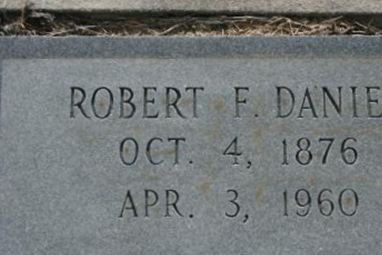 ROBERT F. DANIE
OCT. 4, 1876
APR. 3, 1960